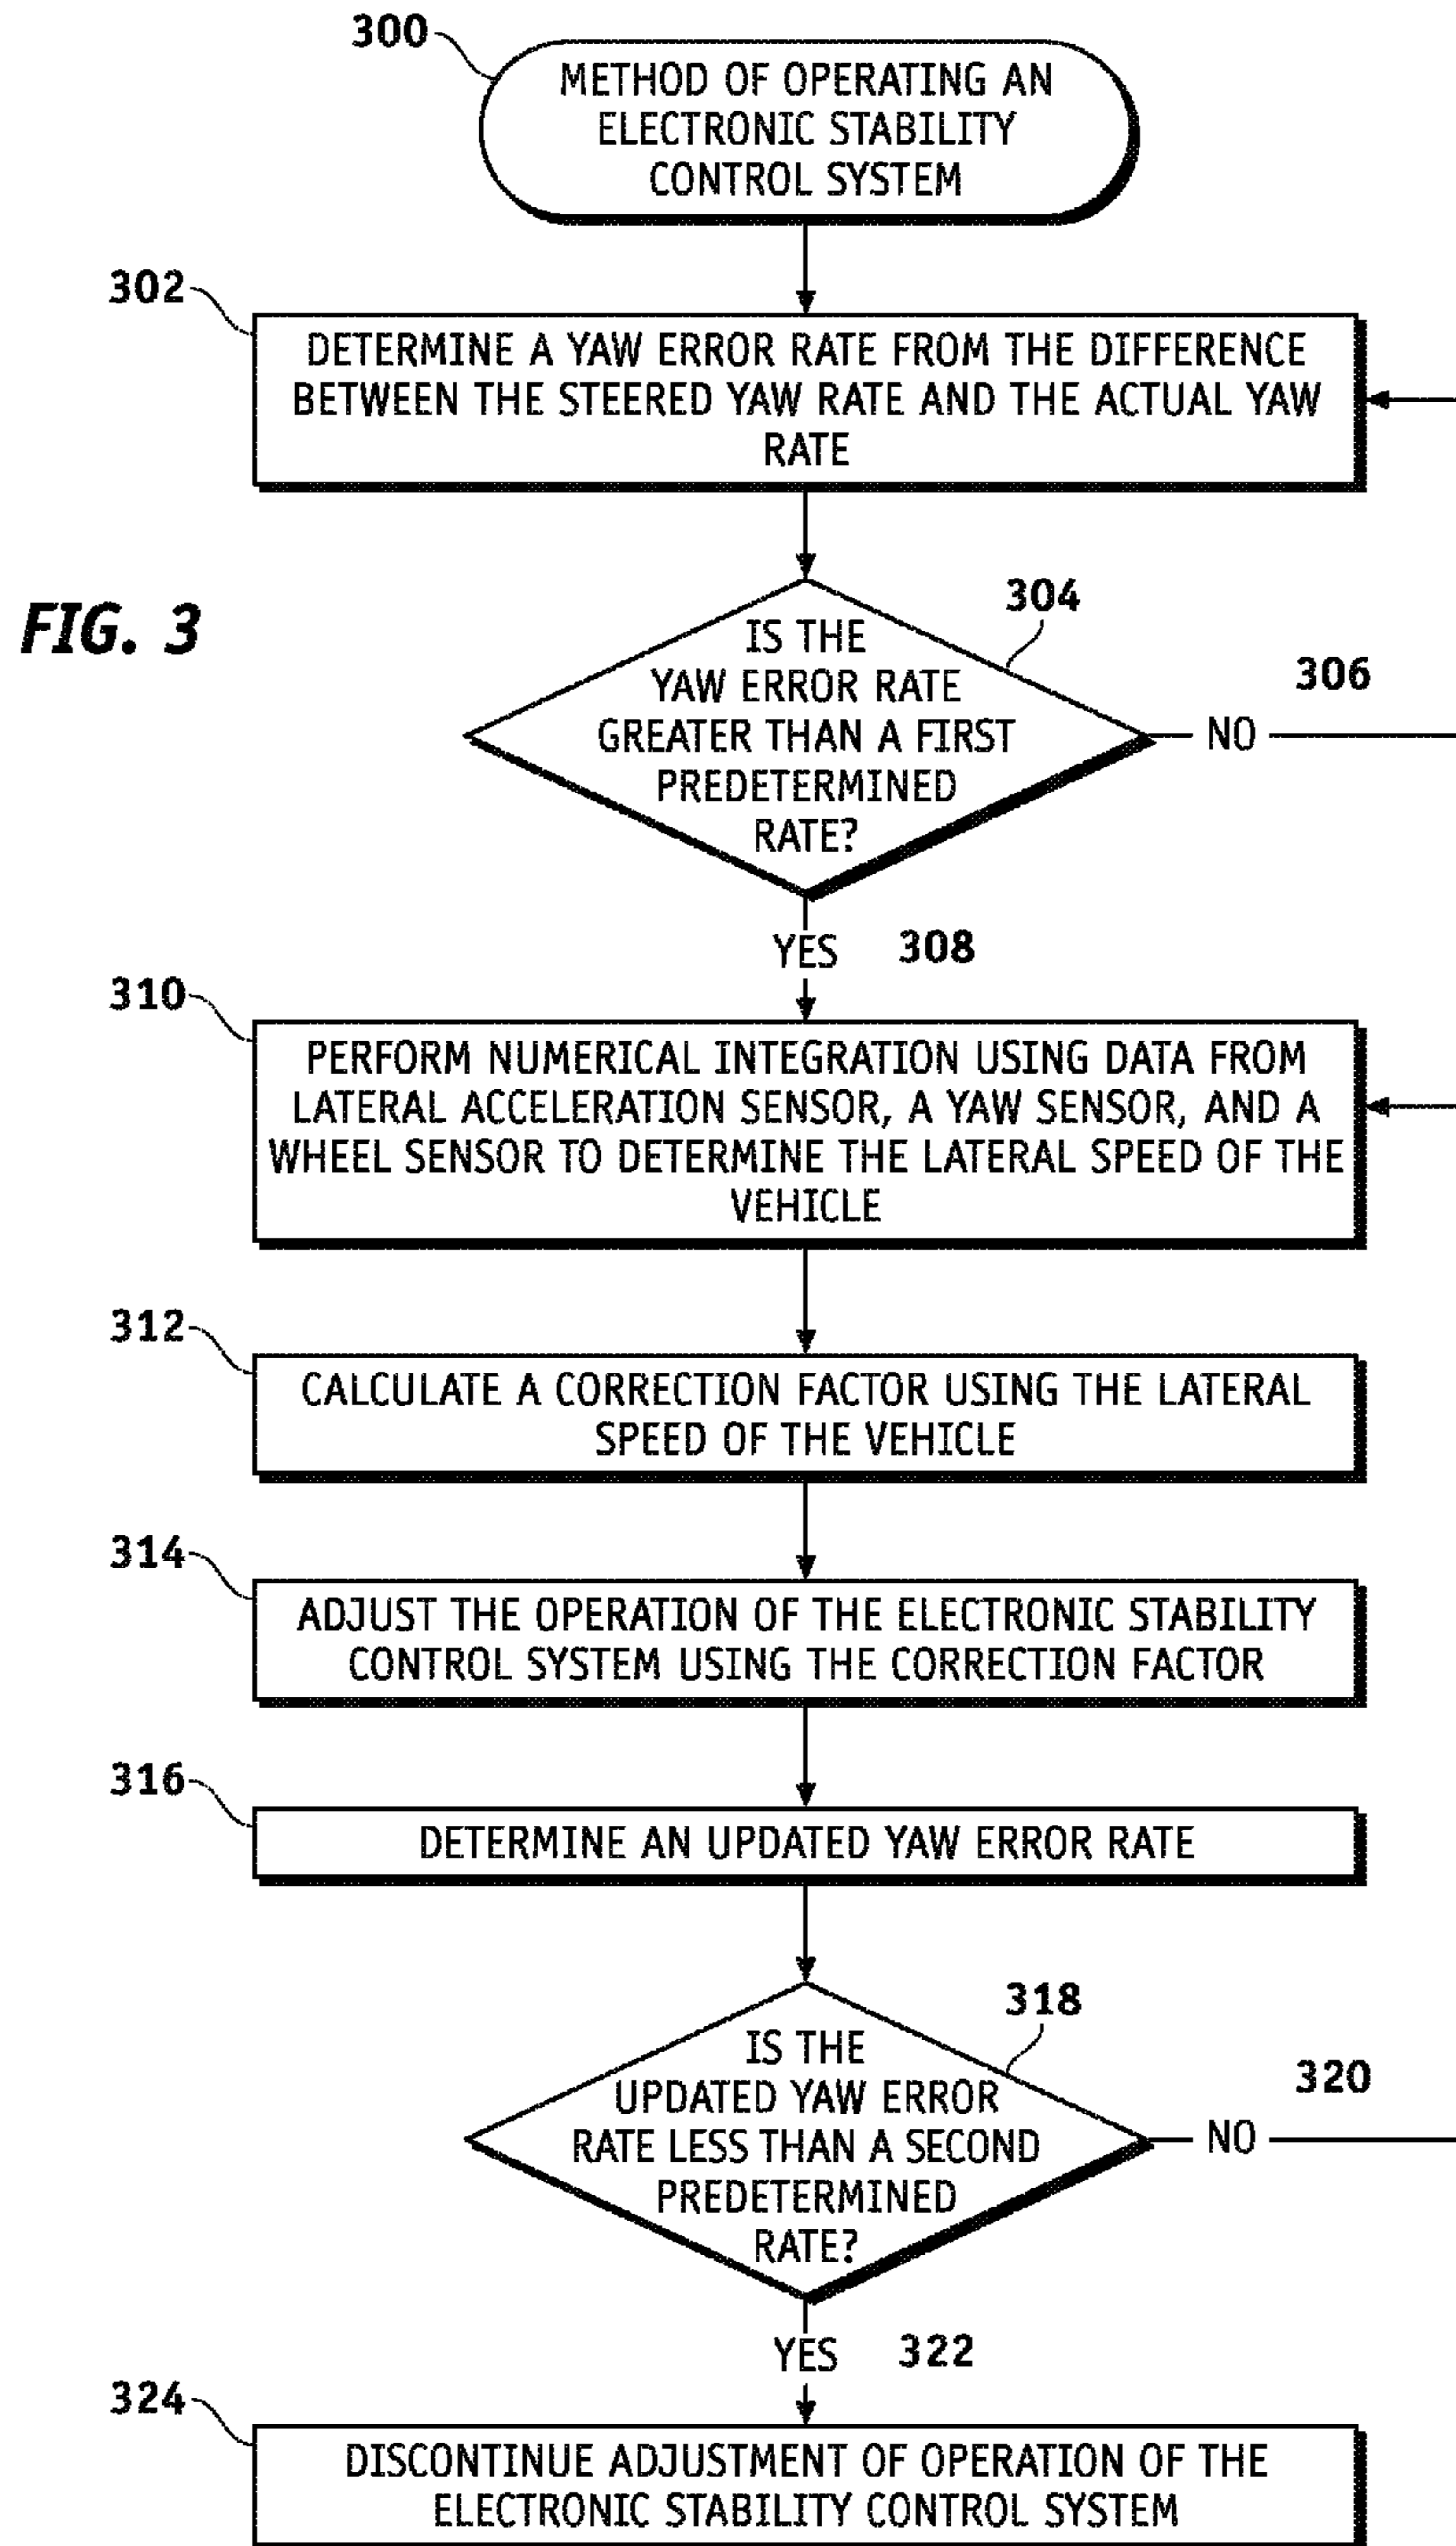 300
METHOD OF OPERATING AN
ELECTRONIC STABILITY
CONTROL SYSTEM
302
DETERMINE A YAW ERROR RATE FROM THE DIFFERENCE
BETWEEN THE STEERED YAW RATE AND THE ACTUAL YAW
RATE
FIG. 3
304
IS THE
YAW ERROR RATE
GREATER THAN A FIRST
PREDETERMINED
RATE?
306
NO
YES
308
310
PERFORM NUMERICAL INTEGRATION USING DATA FROM
LATERAL ACCELERATION SENSOR, A YAW SENSOR, AND A
WHEEL SENSOR TO DETERMINE THE LATERAL SPEED OF THE
VEHICLE
312
CALCULATE A CORRECTION FACTOR USING THE LATERAL
SPEED OF THE VEHICLE
314
ADJUST THE OPERATION OF THE ELECTRONIC STABILITY
CONTROL SYSTEM USING THE CORRECTION FACTOR
316
DETERMINE AN UPDATED YAW ERROR RATE
318
IS THE
UPDATED YAW ERROR
RATE LESS THAN A SECOND
PREDETERMINED
RATE?
320
NO
YES
322
324
DISCONTINUE ADJUSTMENT OF OPERATION OF THE
ELECTRONIC STABILITY CONTROL SYSTEM